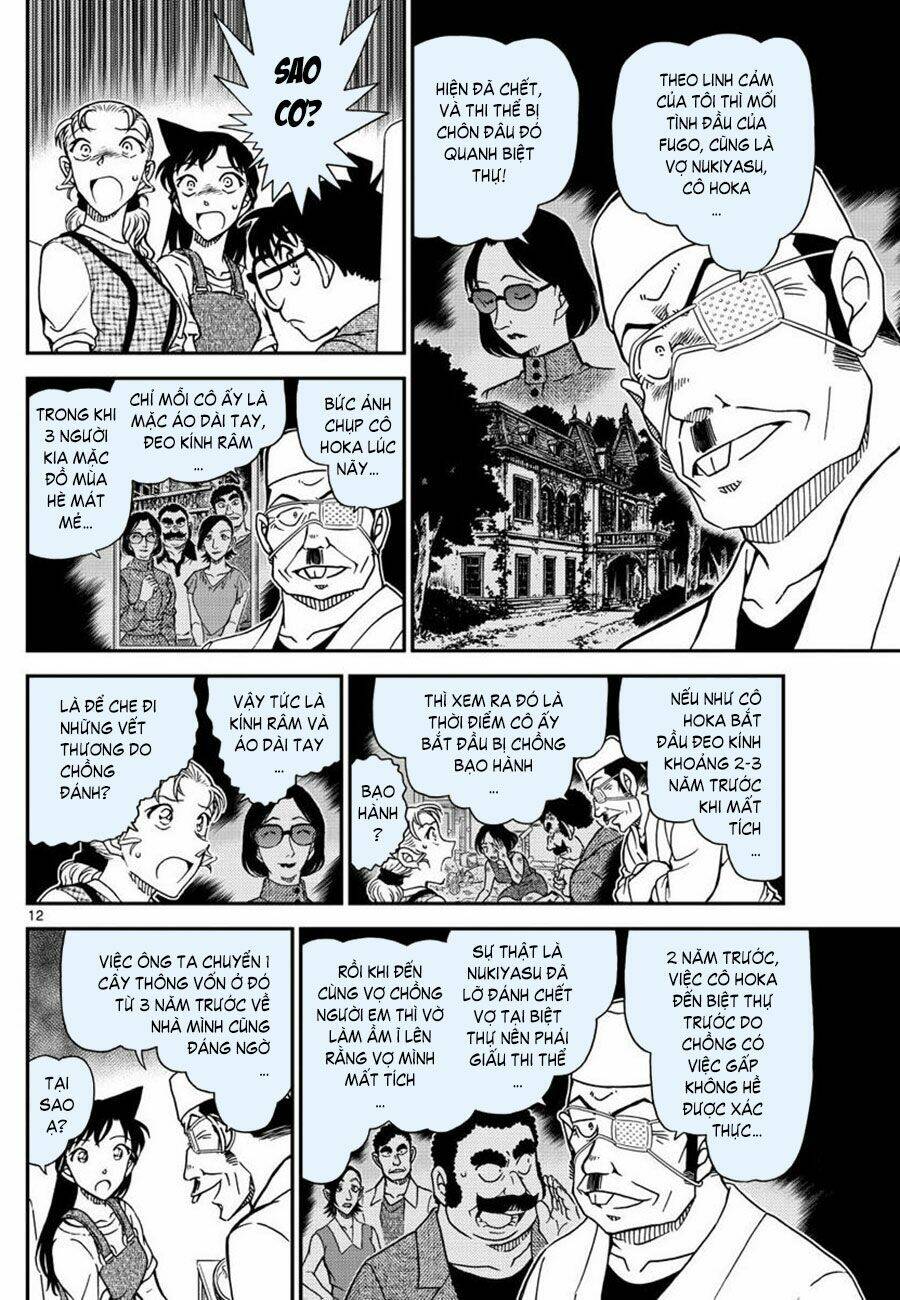 THEO LINH CẢM
CỦA TÔI THÌ MỐI
TÌNH ĐẦU CỦA
FUGO, CŨNG LÀ
VỢ NUKIYASU,
CÔ HOKA
...
HIỆN ĐÃ CHẾT,
VÀ THI THỂ BỊ
CHÔN ĐÂU ĐÓ
QUANH BIỆT
THỰ!
SAO
CƠ?
BỨC ẢNH
CHỤP CÔ
HOKA LÚC
NÃY...
CHỈ MỖI CÔ ẤY LÀ
MẶC ÁO DÀI TAY,
ĐEO KÍNH RÂM
...
TRONG KHI
3 NGƯỜI
KIA MẶC
ĐỒ MÙA
HÈ MÁT
MẺ...
NẾU NHƯ CÔ
HOKA BẮT
ĐẦU ĐEO KÍNH
KHOẢNG 2-3
NĂM TRƯỚC
KHI MẤT
TÍCH
...
THÌ XEM RA ĐÓ LÀ
THỜI ĐIỂM CÔ ẤY
BẮT ĐẦU BỊ CHỒNG
BẠO HÀNH
...
BẠO
HÀNH
?
VẬY TỨC LÀ
KÍNH RÂM VÀ
ÁO DÀI TAY
...
LÀ ĐỂ CHE ĐI
NHỮNG VẾT
THƯƠNG DO
CHỒNG
ĐÁNH?
12
2 NĂM TRƯỚC,
VIỆC CÔ HOKA
ĐẾN BIỆT THỰ
TRƯỚC DO
CHỒNG CÓ
VIỆC GẤP
KHÔNG HỀ
ĐƯỢC XÁC
THỰC...
SỰ THẬT LÀ
NUKIYASU ĐÃ
LỠ ĐÁNH CHẾT
VỢ TẠI BIỆT
THỰ NÊN PHẢI
GIẤU THI THỂ
...
RỒI KHI ĐẾN
CÙNG VỢ CHỒNG
NGƯỜI EM THÌ VỜ
LÀM ẦM Ĩ LÊN
RẰNG VỢ MÌNH
MẤT TÍCH
...
VIỆC ÔNG TA CHUYỂN 1
CÂY THÔNG VỐN Ở ĐÓ
TỪ 3 NĂM TRƯỚC VỀ
NHÀ MÌNH CŨNG
ĐÁNG NGỜ
...
TẠI
SAO
Ạ?